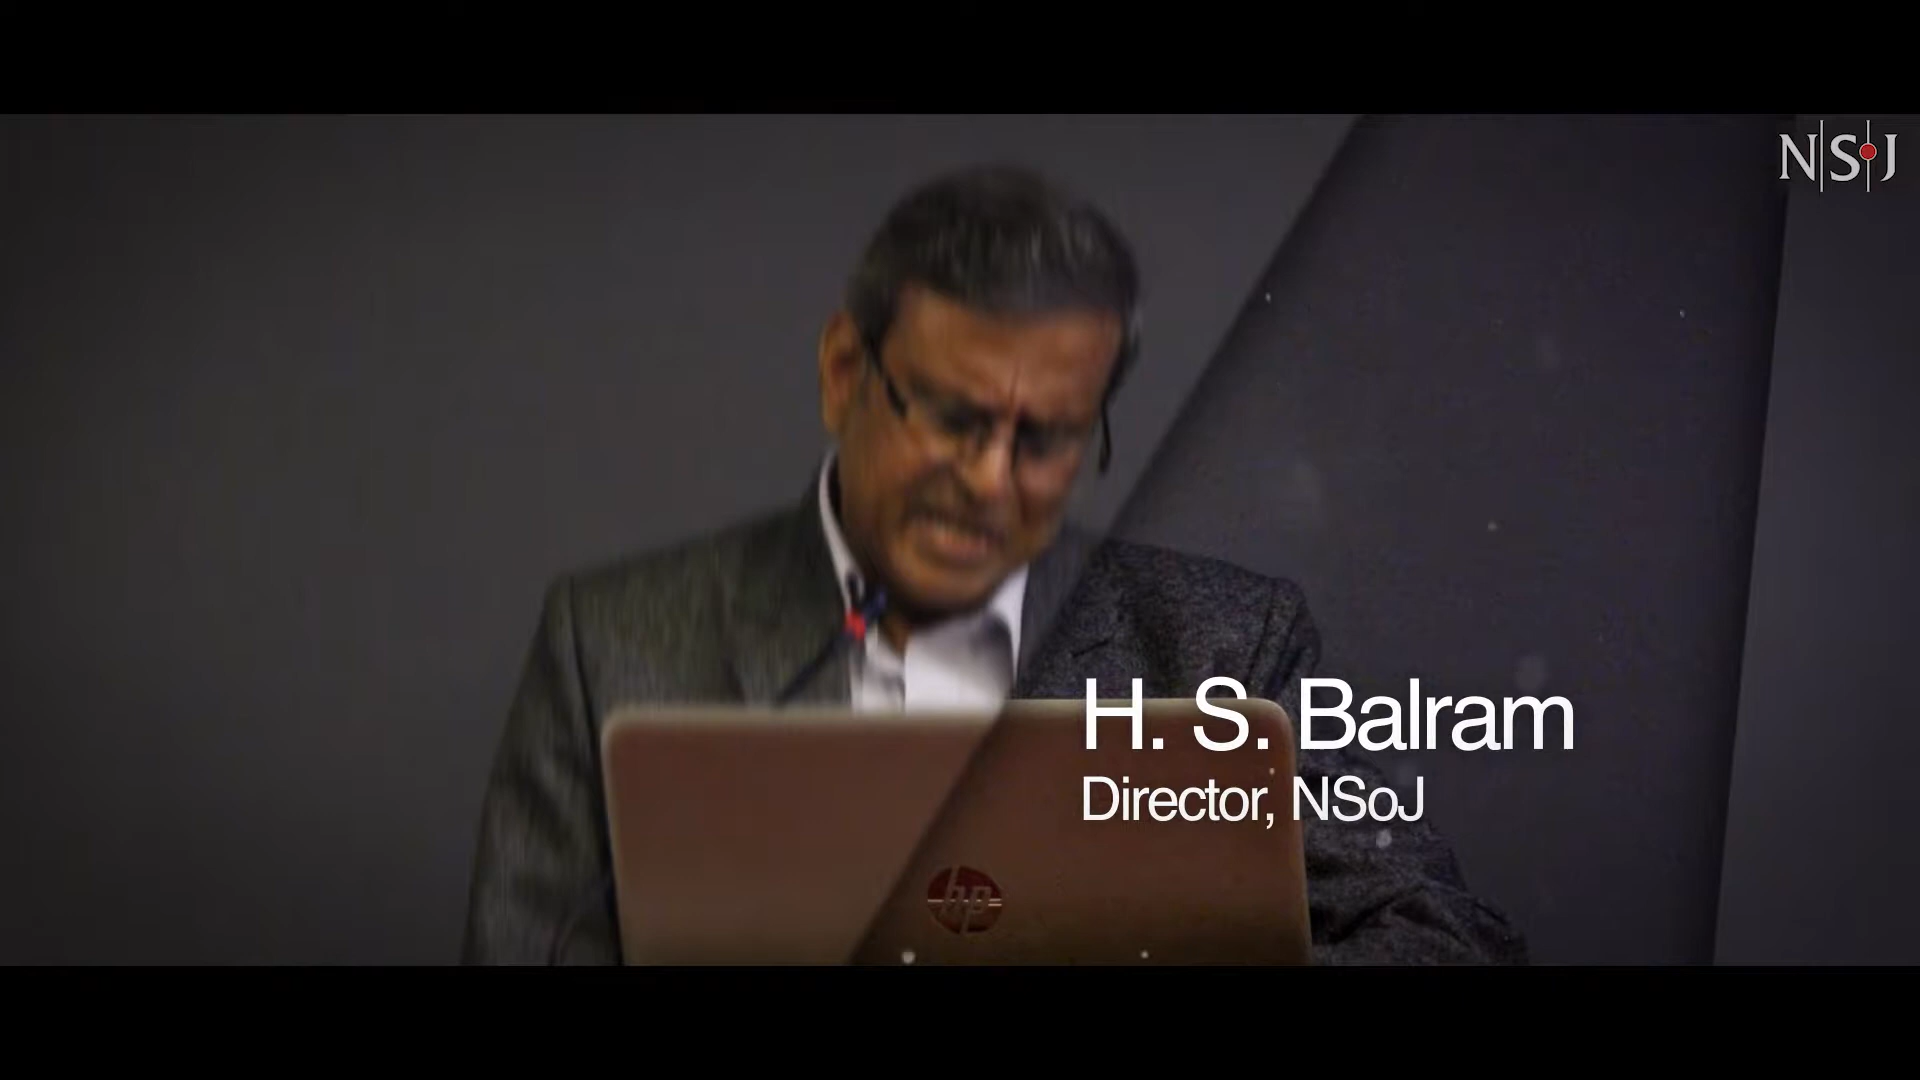 NSJ
H. S. Balram
Director, NSoJ
hp